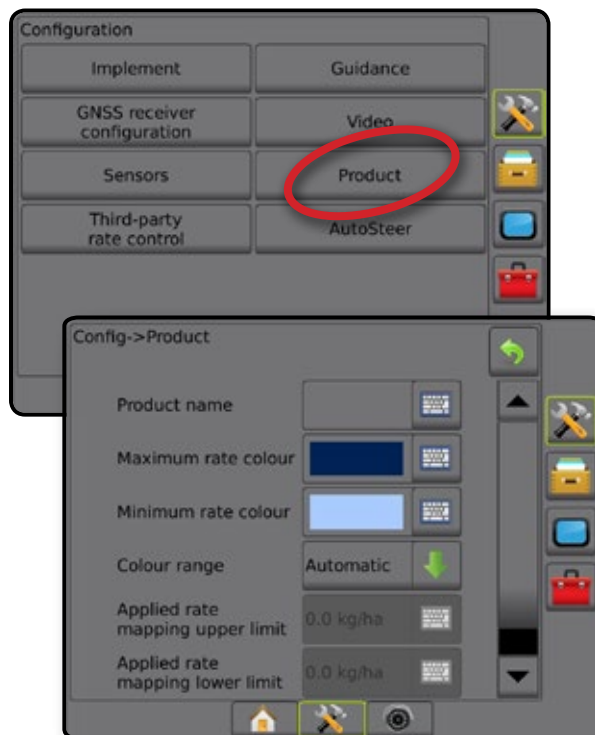 Configuration
Implement
Guidance
GNSS receiver
configuration
Video
Sensors
Product
Third-party
rate control
AutoSteer
Config->Product
Product name
Maximum rate colour
Minimum rate colour
Colour range
Automatic
Applied rate
mapping upper limit
0.0 kg/ha
Applied rate
mapping lower limit
0.0 kg/ha